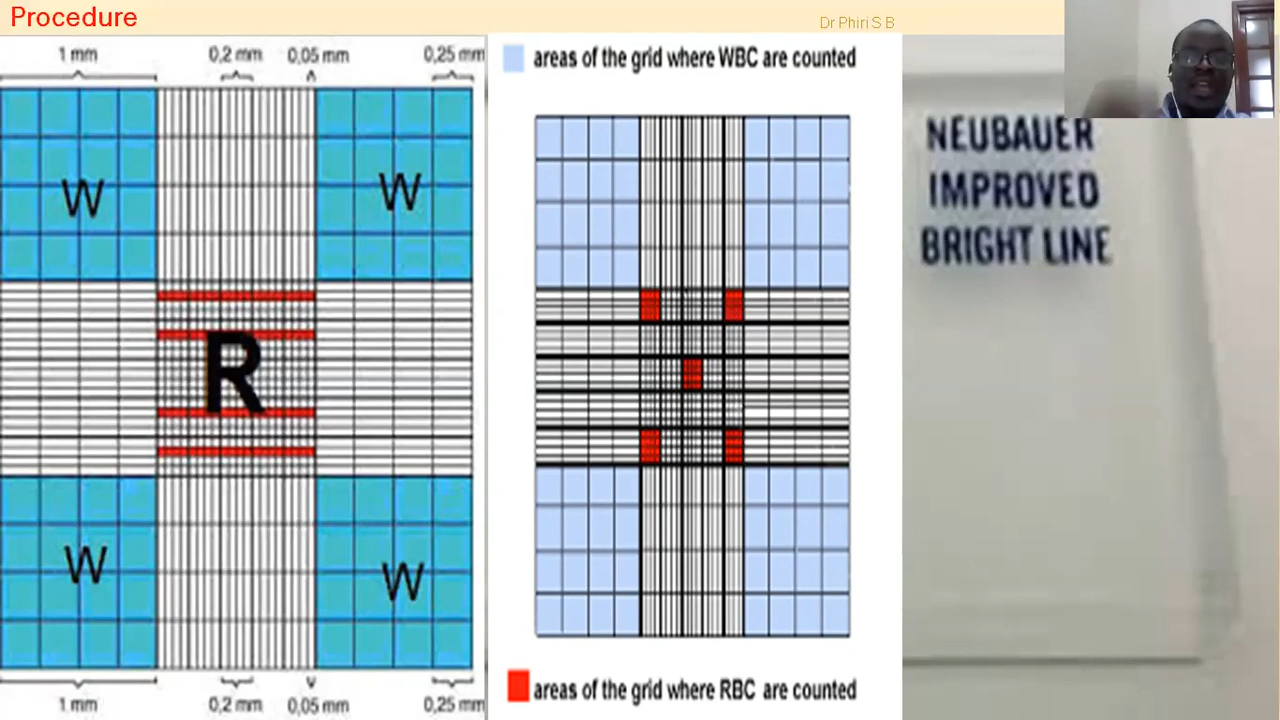 Procedure
Dr Phiri S B
1 mm 0,2 mm 0,05 mm 0,25 mm
W W
R
W W
1 mm 0,2 mm 0,05 mm 0,25 mm
areas of the grid where WBC are counted
areas of the grid where RBC are counted
NEUBAUER
IMPROVED
BRIGHT LINE